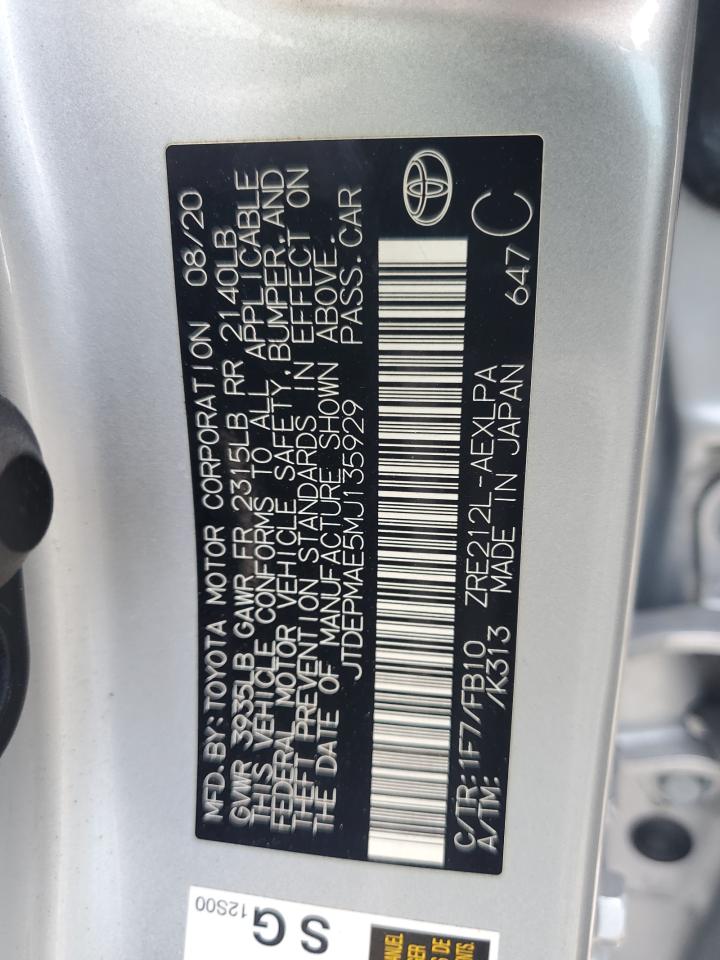 MFD.BY:TOYOTA MOTOR CORPORATION 08/20
GVWR 3935LB GAWR FR 2315LB RR 2140LB
THIS VEHICLE CONFORMS TO ALL APPLICABLE
FEDERAL MOTOR VEHICLE SAFETY,BUMPER,AND
THEFT PREVENTION STANDARDS IN EFFECT ON
THE DATE OF MANUFACTURE SHOWN ABOVE.
JTDEPMAE5MJ135929 PASS.CAR
C/TR:1F7/FB10 ZRE212L-AEXLPA 647 C
A/TM: /K313 MADE IN JAPAN
12S00
S G